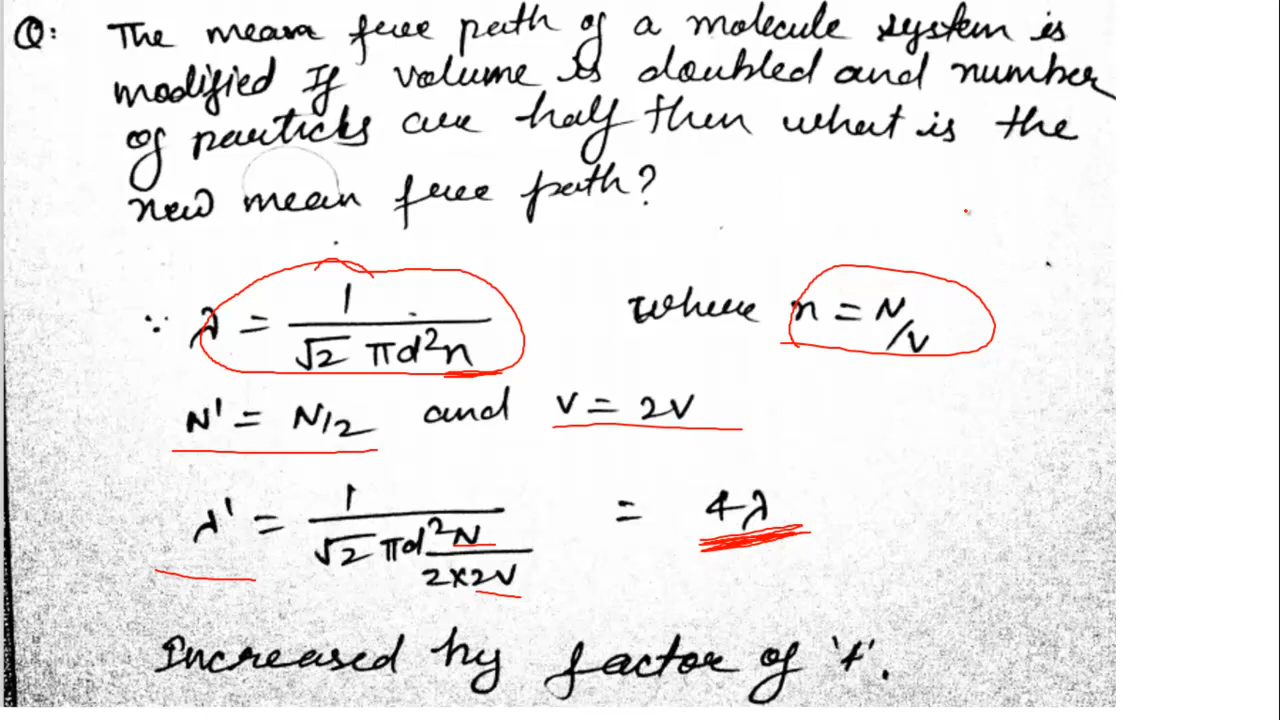 Q: The mean free path of a molecule system is
modified If volume is doubled and number
of particles are half then what is the
new mean free path?
∵ λ = 1 / √2 πd²n where n = N/V
N' = N/2 and V = 2V
λ' = 1 / √2 πd² N / 2×2V = 4λ
Increased by factor of '4'.